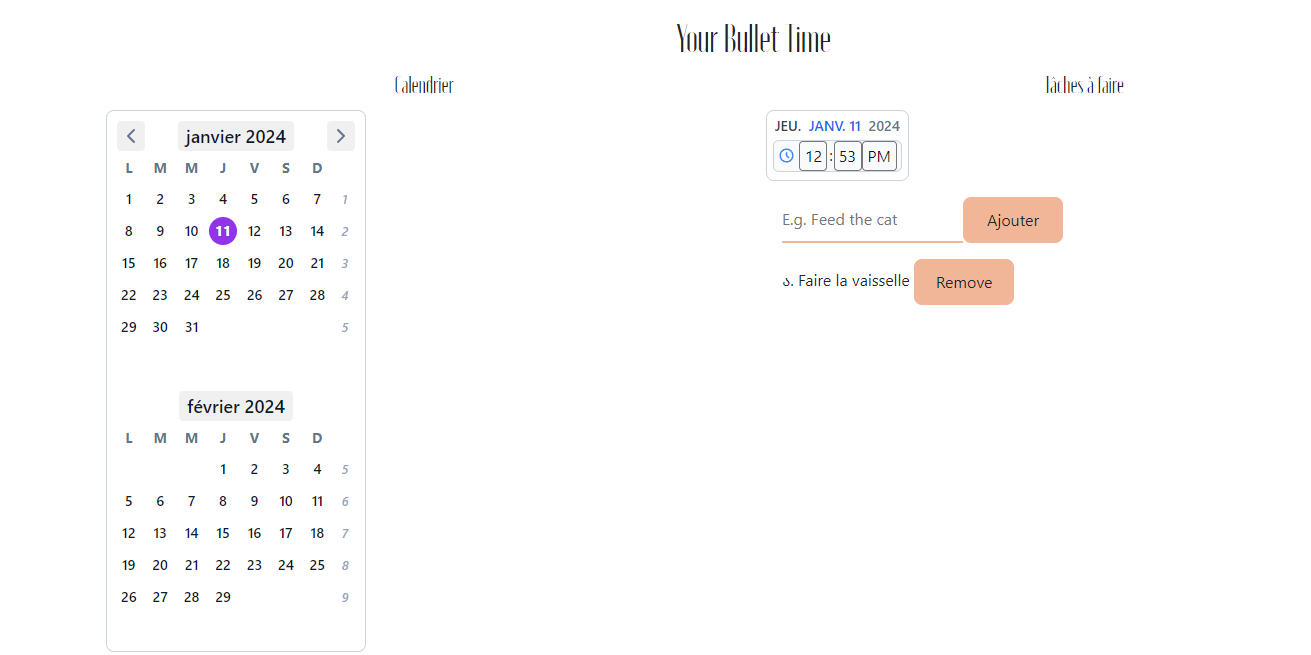 Your Bullet Time
Calendrier
janvier 2024
L M M J V S D
1 2 3 4 5 6 7 1
8 9 10 11 12 13 14 2
15 16 17 18 19 20 21 3
22 23 24 25 26 27 28 4
29 30 31 5
février 2024
L M M J V S D
1 2 3 4 5
5 6 7 8 9 10 11 6
12 13 14 15 16 17 18 7
19 20 21 22 23 24 25 8
26 27 28 29 9
Tâches à faire
JEU. JANV. 11 2024
12 : 53 PM
E.g. Feed the cat
Ajouter
ა. Faire la vaisselle
Remove